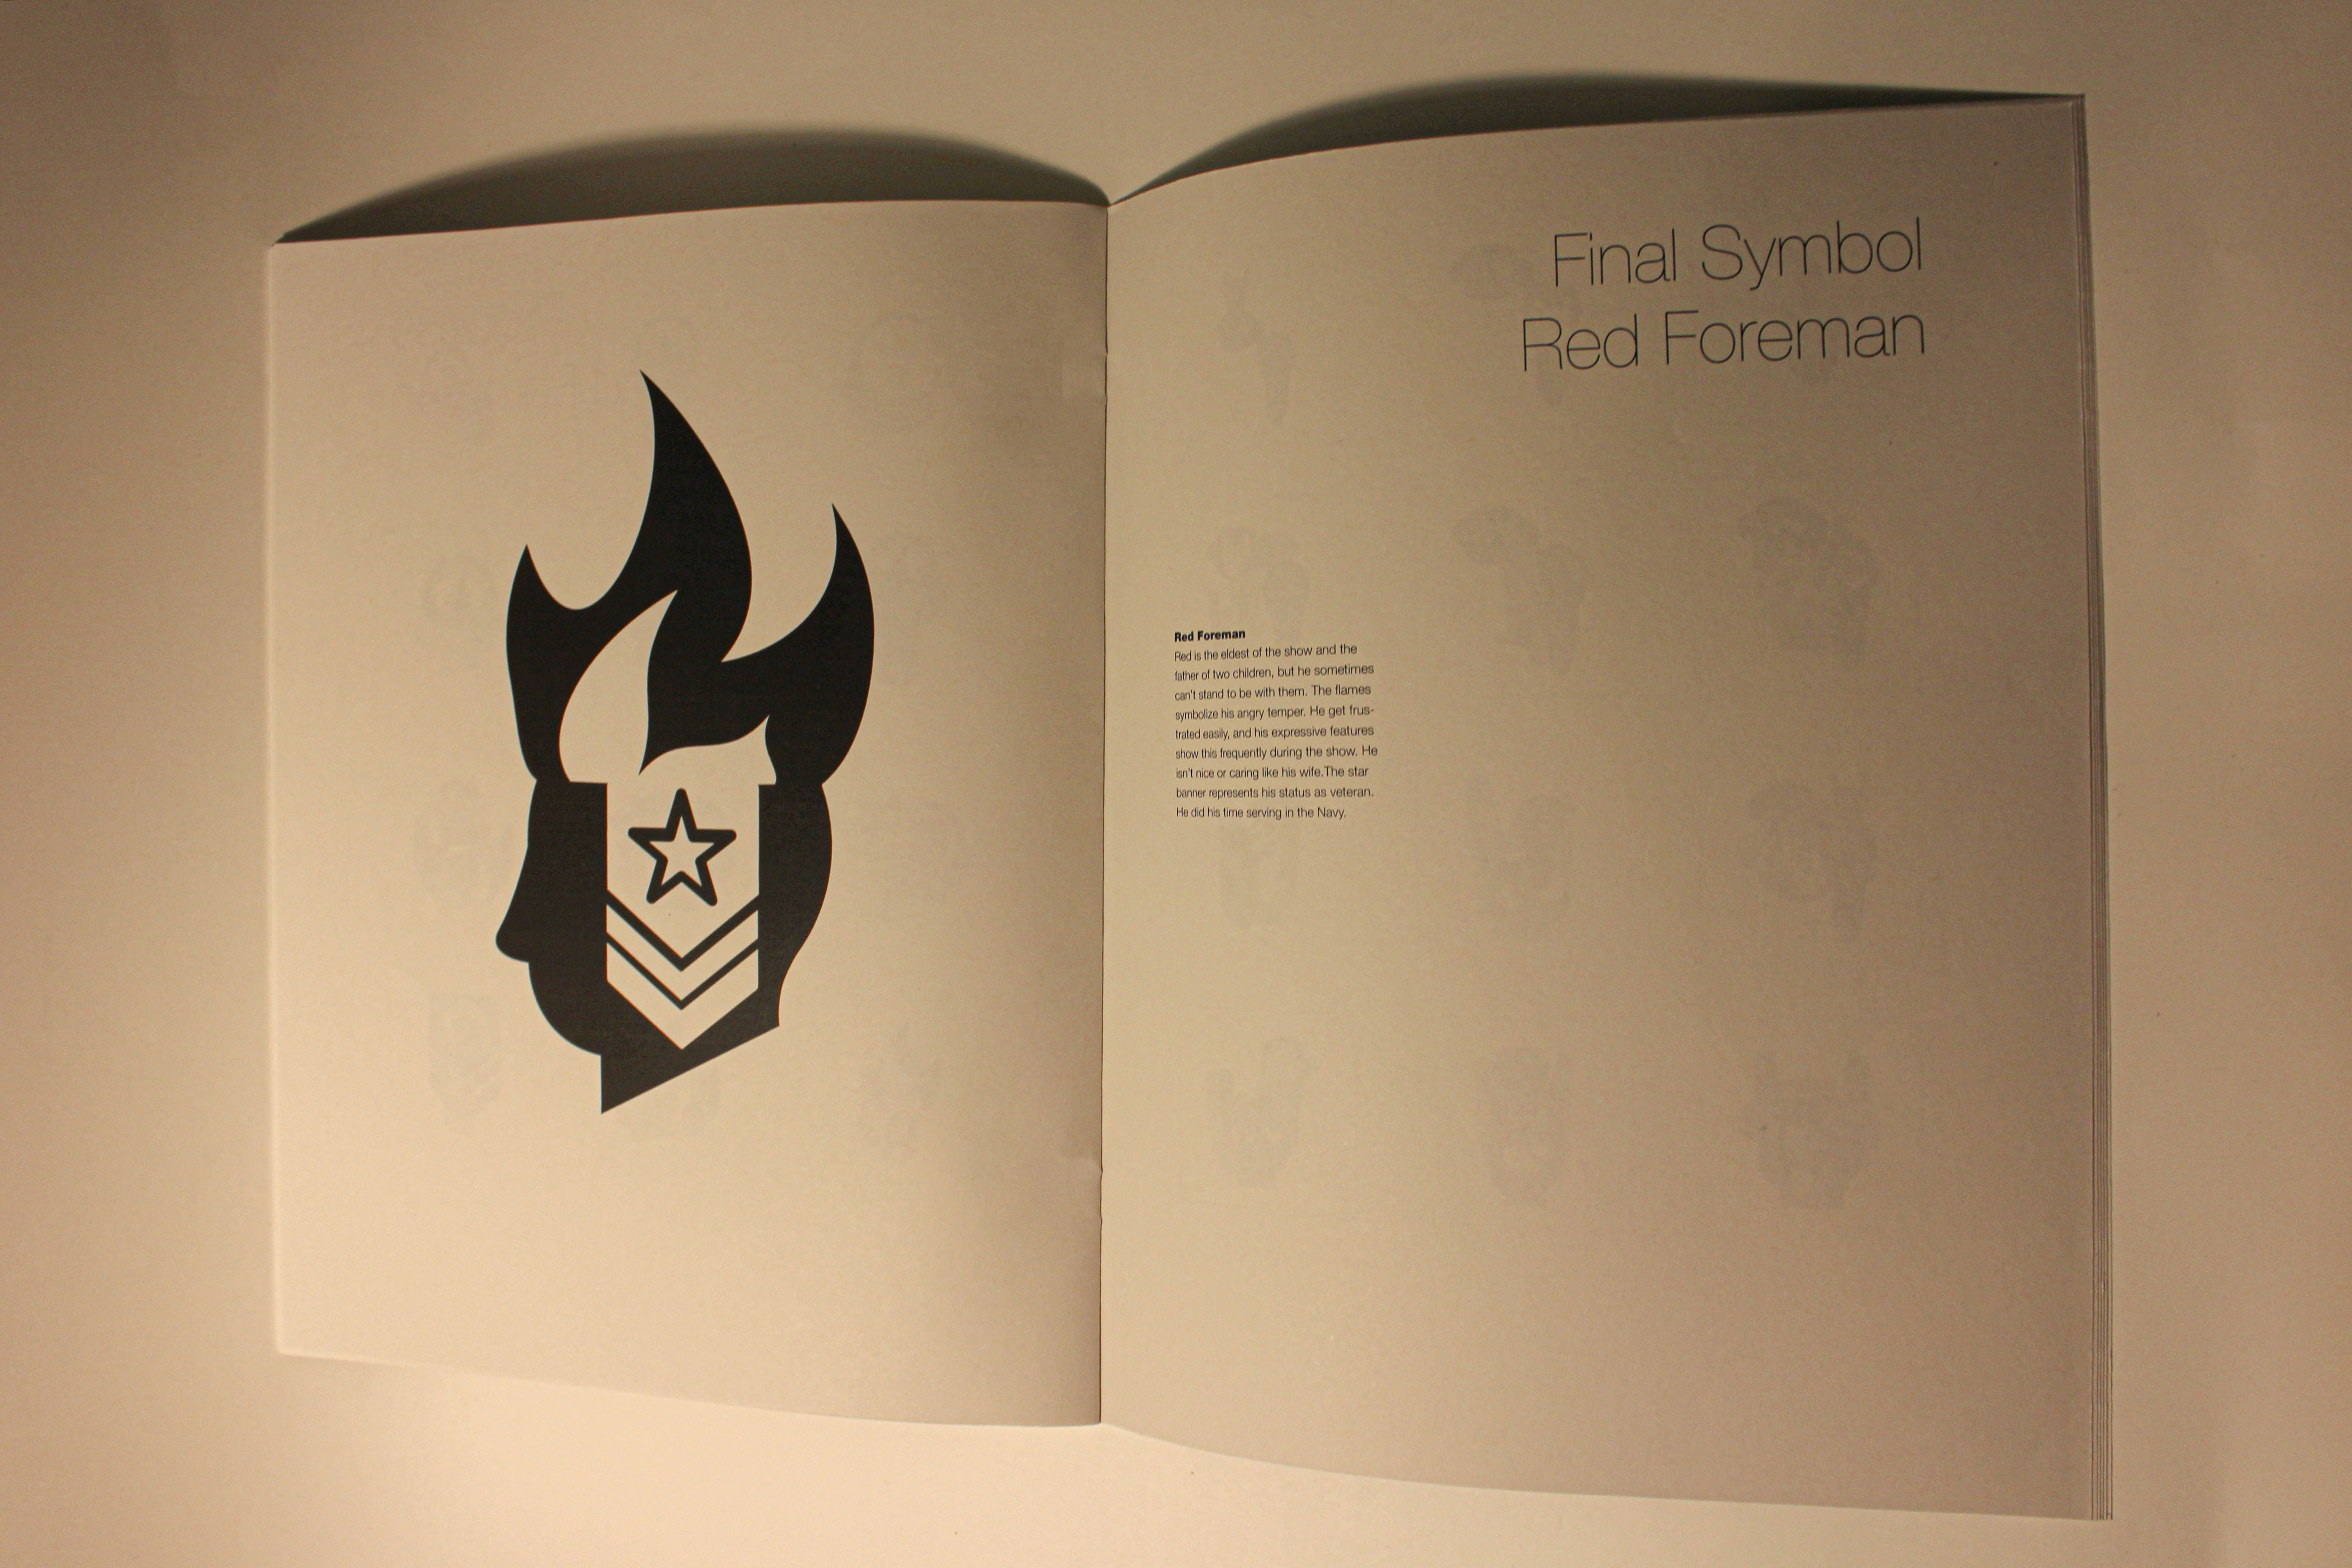 Final Symbol
Red Foreman
Red Foreman
Red is the eldest of the show and the
father of two children, but he sometimes
can't stand to be with them. The flames
symbolize his angry temper. He get frus-
trated easily, and his expressive features
show this frequently during the show. He
isn't nice or caring like his wife.The star
banner represents his status as veteran.
He did his time serving in the Navy.